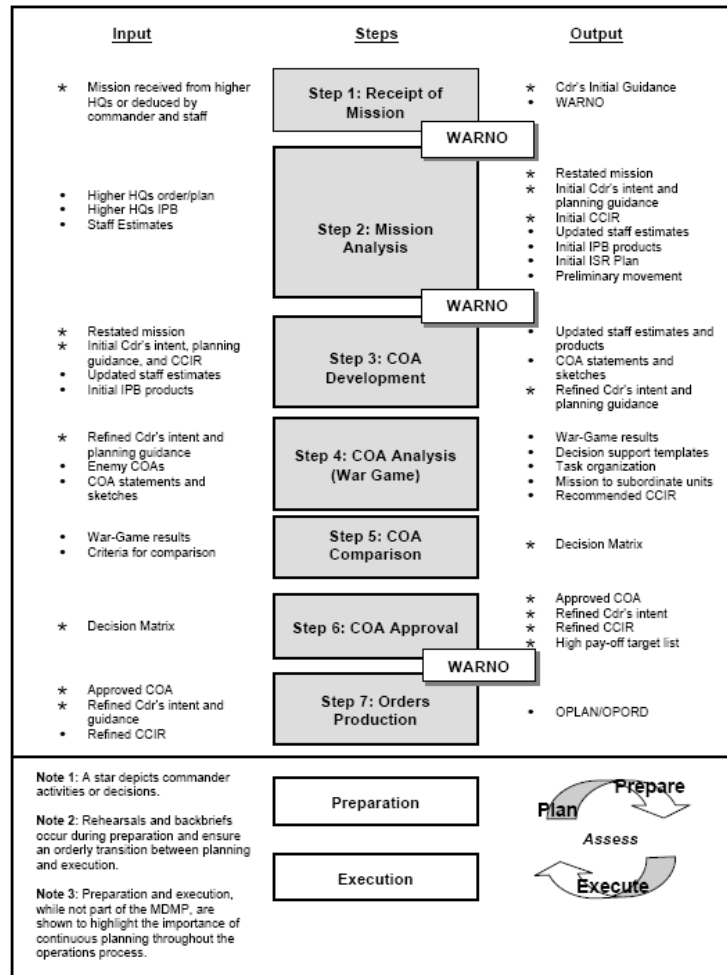 Input
Steps
Output
* Mission received from higher
HQs or deduced by
commander and staff
Step 1: Receipt of
Mission
* Cdr's Initial Guidance
• WARNO
WARNO
• Higher HQs order/plan
• Higher HQs IPB
• Staff Estimates
Step 2: Mission
Analysis
* Restated mission
* Initial Cdr's intent and
planning guidance
* Initial CCIR
• Updated staff estimates
• Initial IPB products
• Initial ISR Plan
• Preliminary movement
WARNO
* Restated mission
* Initial Cdr's intent, planning
guidance, and CCIR
• Updated staff estimates
• Initial IPB products
Step 3: COA
Development
• Updated staff estimates and
products
• COA statements and
sketches
* Refined Cdr's intent and
planning guidance
* Refined Cdr's intent and
planning guidance
• Enemy COAs
• COA statements and
sketches
Step 4: COA Analysis
(War Game)
• War-Game results
• Decision support templates
• Task organization
• Mission to subordinate units
• Recommended CCIR
• War-Game results
• Criteria for comparison
Step 5: COA
Comparison
* Decision Matrix
* Decision Matrix
Step 6: COA Approval
* Approved COA
* Refined Cdr's intent
* Refined CCIR
* High pay-off target list
WARNO
* Approved COA
* Refined Cdr's intent and
guidance
• Refined CCIR
Step 7: Orders
Production
• OPLAN/OPORD
Note 1: A star depicts commander
activities or decisions.
Note 2: Rehearsals and backbriefs
occur during preparation and ensure
an orderly transition between planning
and execution.
Note 3: Preparation and execution,
while not part of the MDMP, are
shown to highlight the importance of
continuous planning throughout the
operations process.
Preparation
Execution
Prepare
Plan
Assess
Execute